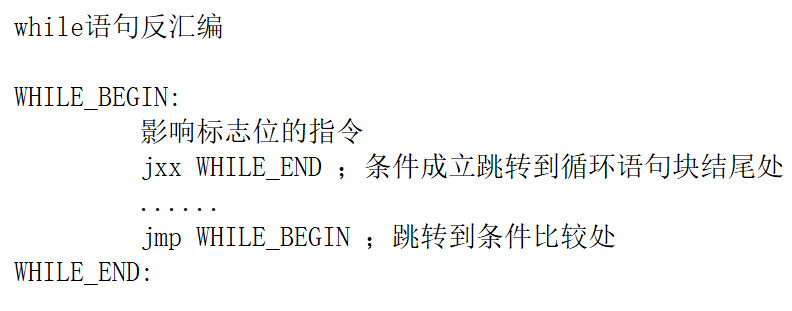 while语句反汇编
WHILE_BEGIN:
影响标志位的指令
jxx WHILE_END ；条件成立跳转到循环语句块结尾处
......
jmp WHILE_BEGIN ；跳转到条件比较处
WHILE_END: